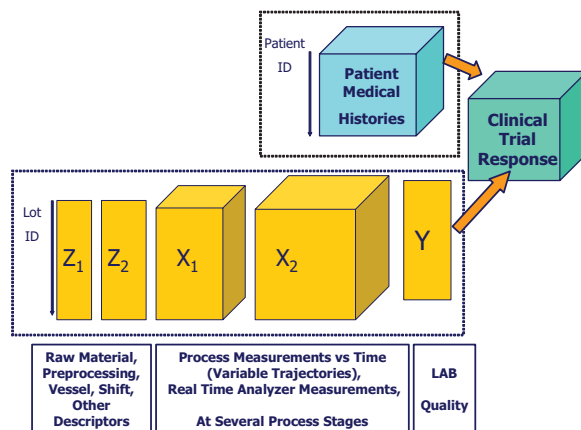 Patient
ID
Patient
Medical
Histories
Clinical
Trial
Response
Lot
ID
Z1
Z2
X1
X2
Y
Raw Material,
Preprocessing,
Vessel, Shift,
Other
Descriptors
Process Measurements vs Time
(Variable Trajectories),
Real Time Analyzer Measurements,
At Several Process Stages
LAB
Quality